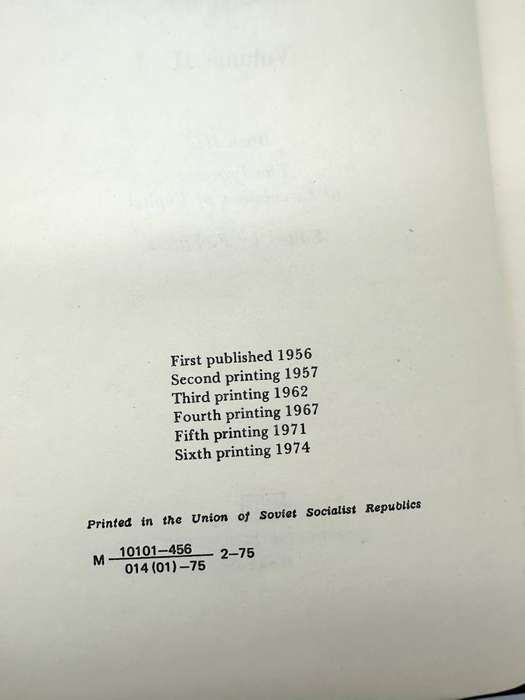 First published 1956
Second printing 1957
Third printing 1962
Fourth printing 1967
Fifth printing 1971
Sixth printing 1974
Printed in the Union of Soviet Socialist Republics
M 10101—456 2–75
014 (01)–75